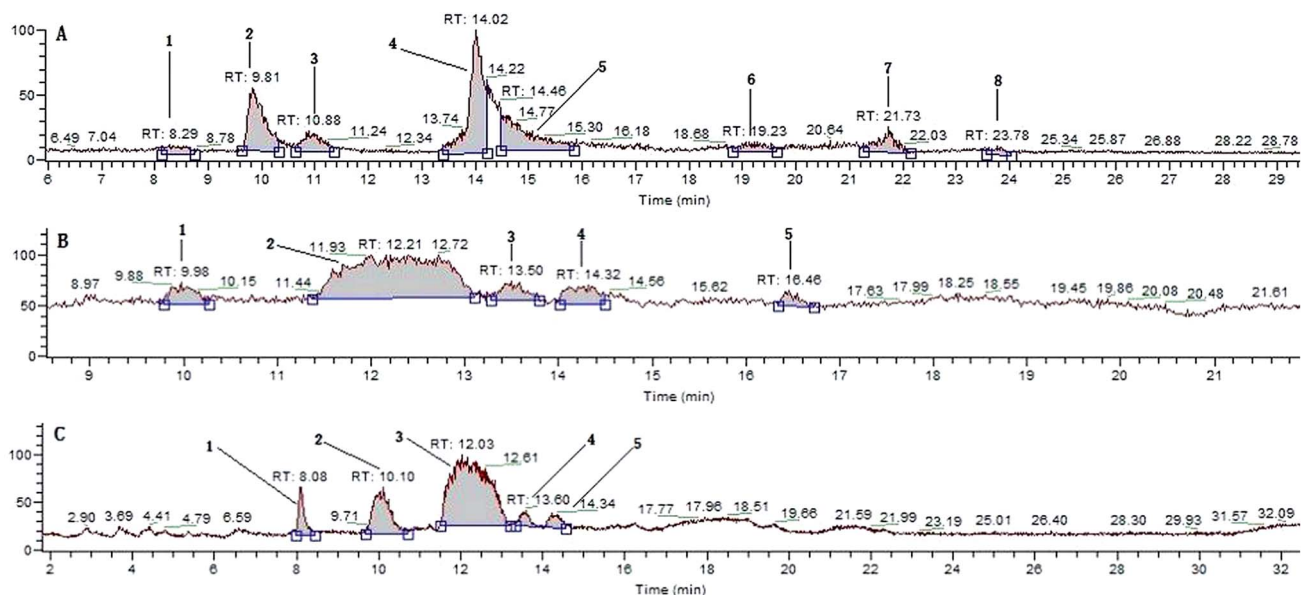 A
100
50
0
1
2
3
4
5
6
7
8
RT: 14.02
RT: 9.81
14.22
RT: 14.46
14.77
RT: 10.88
13.74
6.49 7.04 RT: 8.29 8.78 11.24 12.34 15.30 16.18 18.68 RT: 19.23 20.64 RT: 21.73 22.03 RT: 23.78 25.34 25.87 26.88 28.22 28.78
6 7 8 9 10 11 12 13 14 15 16 17 18 19 20 21 22 23 24 25 26 27 28 29
Time (min)
B
100
50
0
1
2
3
4
5
8.97 9.88 RT: 9.98 10.15 11.44 11.93 RT: 12.21 12.72 RT: 13.50 RT: 14.32 14.56 15.62 RT: 16.46 17.63 17.99 18.25 18.55 19.45 19.86 20.08 20.48 21.61
9 10 11 12 13 14 15 16 17 18 19 20 21
Time (min)
C
100
50
0
1
2
3
4
5
2.90 3.69 4.41 4.79 6.59 RT: 8.08 9.71 RT: 10.10 RT: 12.03 12.61 RT: 13.60 14.34 17.77 17.96 18.51 19.66 21.59 21.99 23.19 25.01 26.40 28.30 29.93 31.57 32.09
2 4 6 8 10 12 14 16 18 20 22 24 26 28 30 32
Time (min)